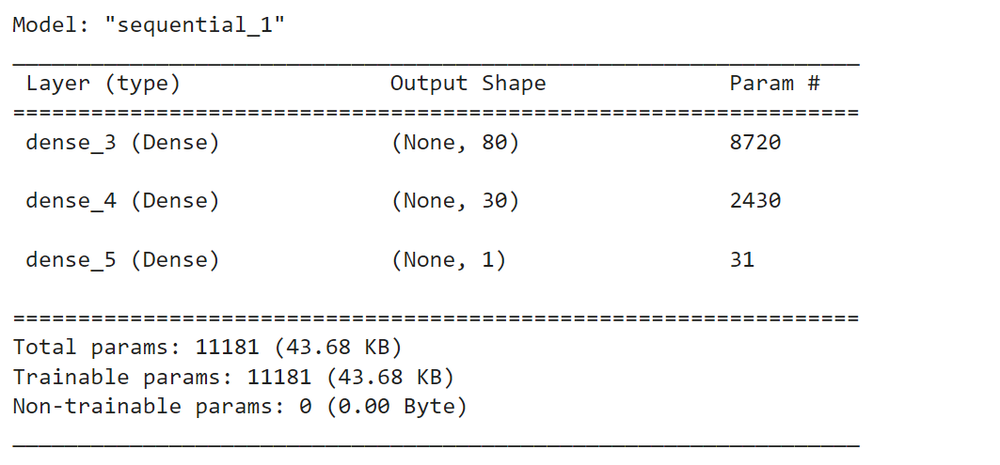 Model: "sequential_1"
_________________________________________________________________
Layer (type) Output Shape Param #
=================================================================
dense_3 (Dense) (None, 80) 8720
dense_4 (Dense) (None, 30) 2430
dense_5 (Dense) (None, 1) 31
=================================================================
Total params: 11181 (43.68 KB)
Trainable params: 11181 (43.68 KB)
Non-trainable params: 0 (0.00 Byte)
_________________________________________________________________